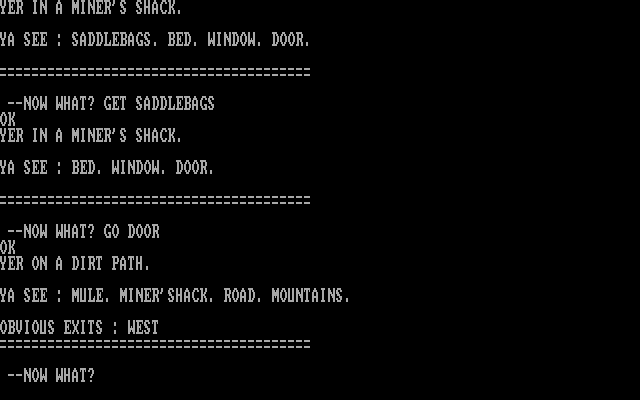 YER IN A MINER'S SHACK.
YA SEE : SADDLEBAGS. BED. WINDOW. DOOR.
=======================================
--NOW WHAT? GET SADDLEBAGS
OK
YER IN A MINER'S SHACK.
YA SEE : BED. WINDOW. DOOR.
=======================================
--NOW WHAT? GO DOOR
OK
YER ON A DIRT PATH.
YA SEE : MULE. MINER'SHACK. ROAD. MOUNTAINS.
OBVIOUS EXITS : WEST
=======================================
--NOW WHAT?